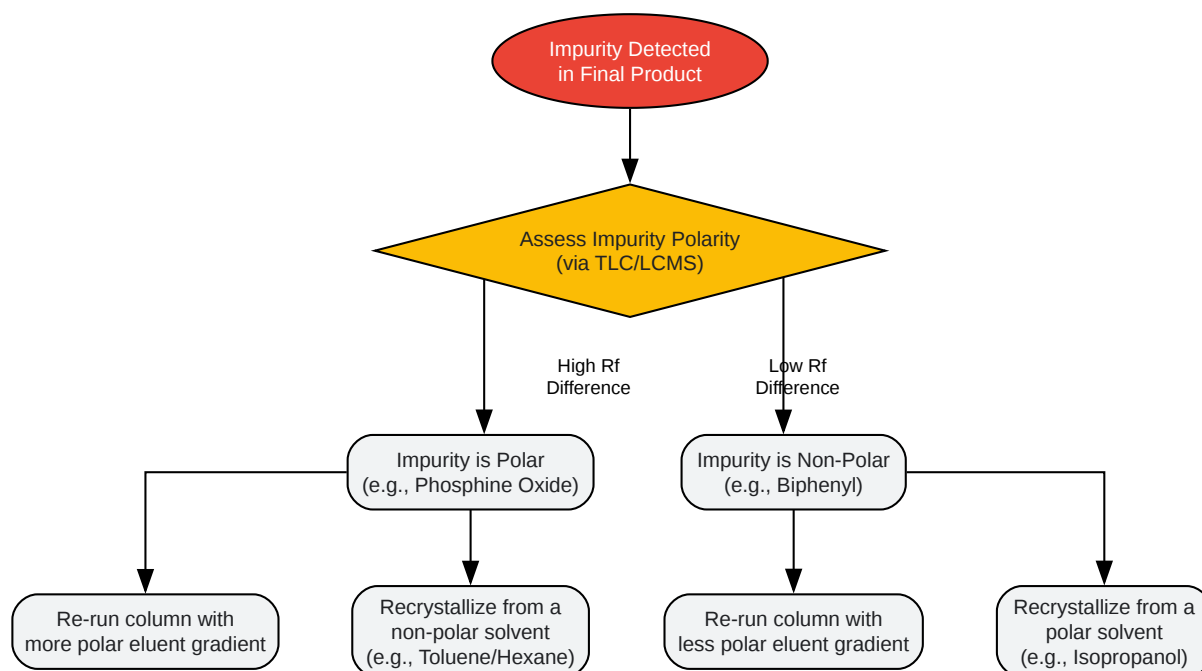 Impurity Detected
in Final Product
Assess Impurity Polarity
(via TLC/LCMS)
High Rf
Difference
Low Rf
Difference
Impurity is Polar
(e.g., Phosphine Oxide)
Impurity is Non-Polar
(e.g., Biphenyl)
Re-run column with
more polar eluent gradient
Recrystallize from a
non-polar solvent
(e.g., Toluene/Hexane)
Re-run column with
less polar eluent gradient
Recrystallize from a
polar solvent
(e.g., Isopropanol)